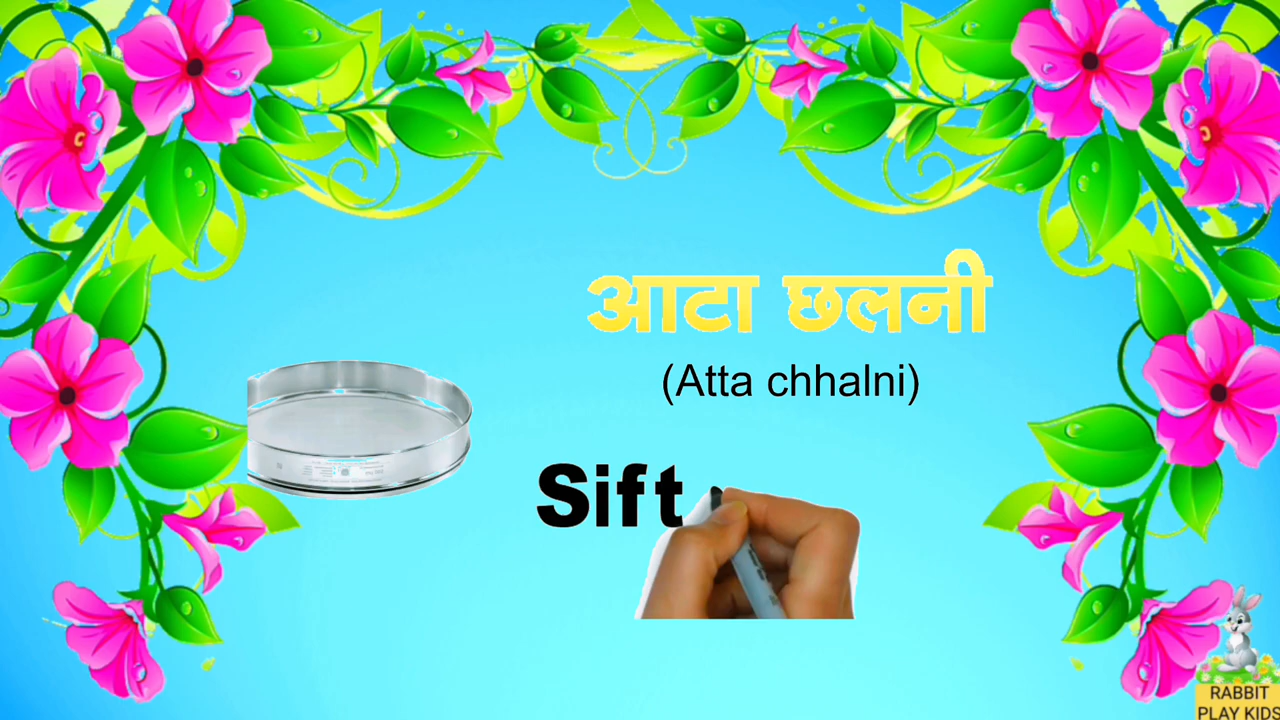 आटा छलनी
(Atta chhalni)
Sift
RABBIT
PLAY KIDS